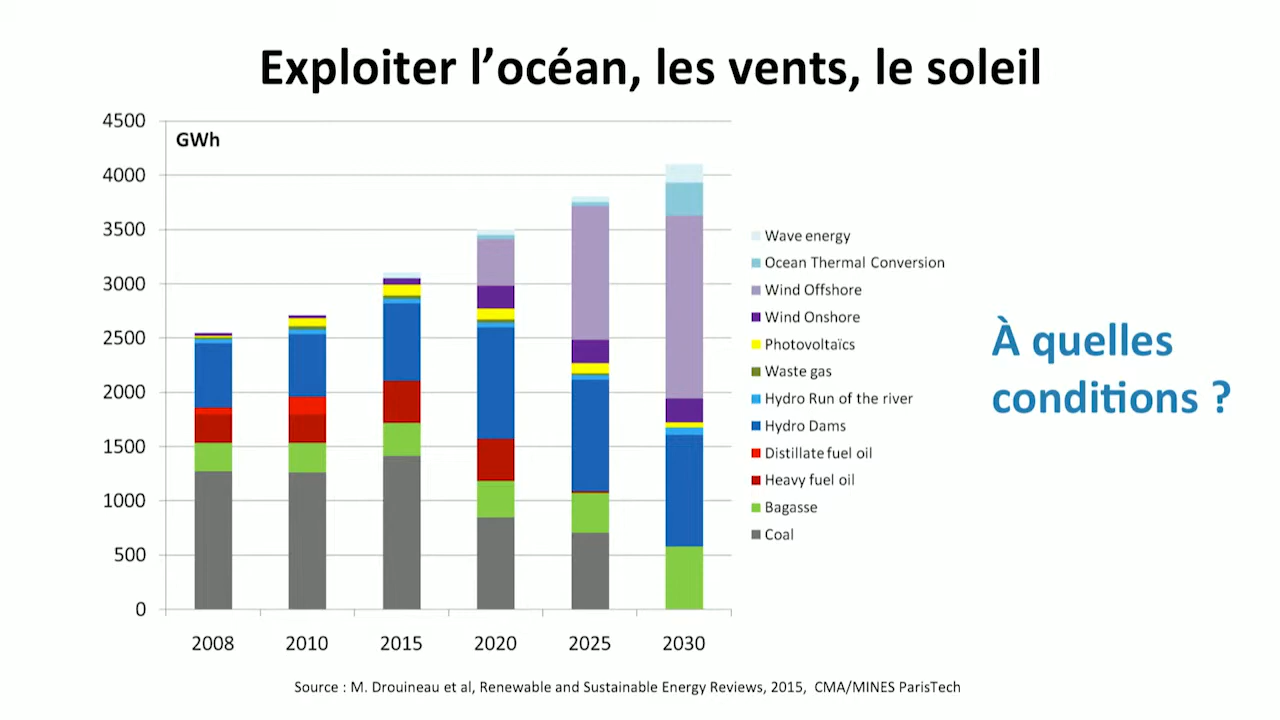 Exploiter l’océan, les vents, le soleil
GWh
4500
4000
3500
3000
2500
2000
1500
1000
500
0
2008 2010 2015 2020 2025 2030
Wave energy
Ocean Thermal Conversion
Wind Offshore
Wind Onshore
Photovoltaïcs
Waste gas
Hydro Run of the river
Hydro Dams
Distillate fuel oil
Heavy fuel oil
Bagasse
Coal
À quelles
conditions ?
Source : M. Drouineau et al, Renewable and Sustainable Energy Reviews, 2015, CMA/MINES ParisTech